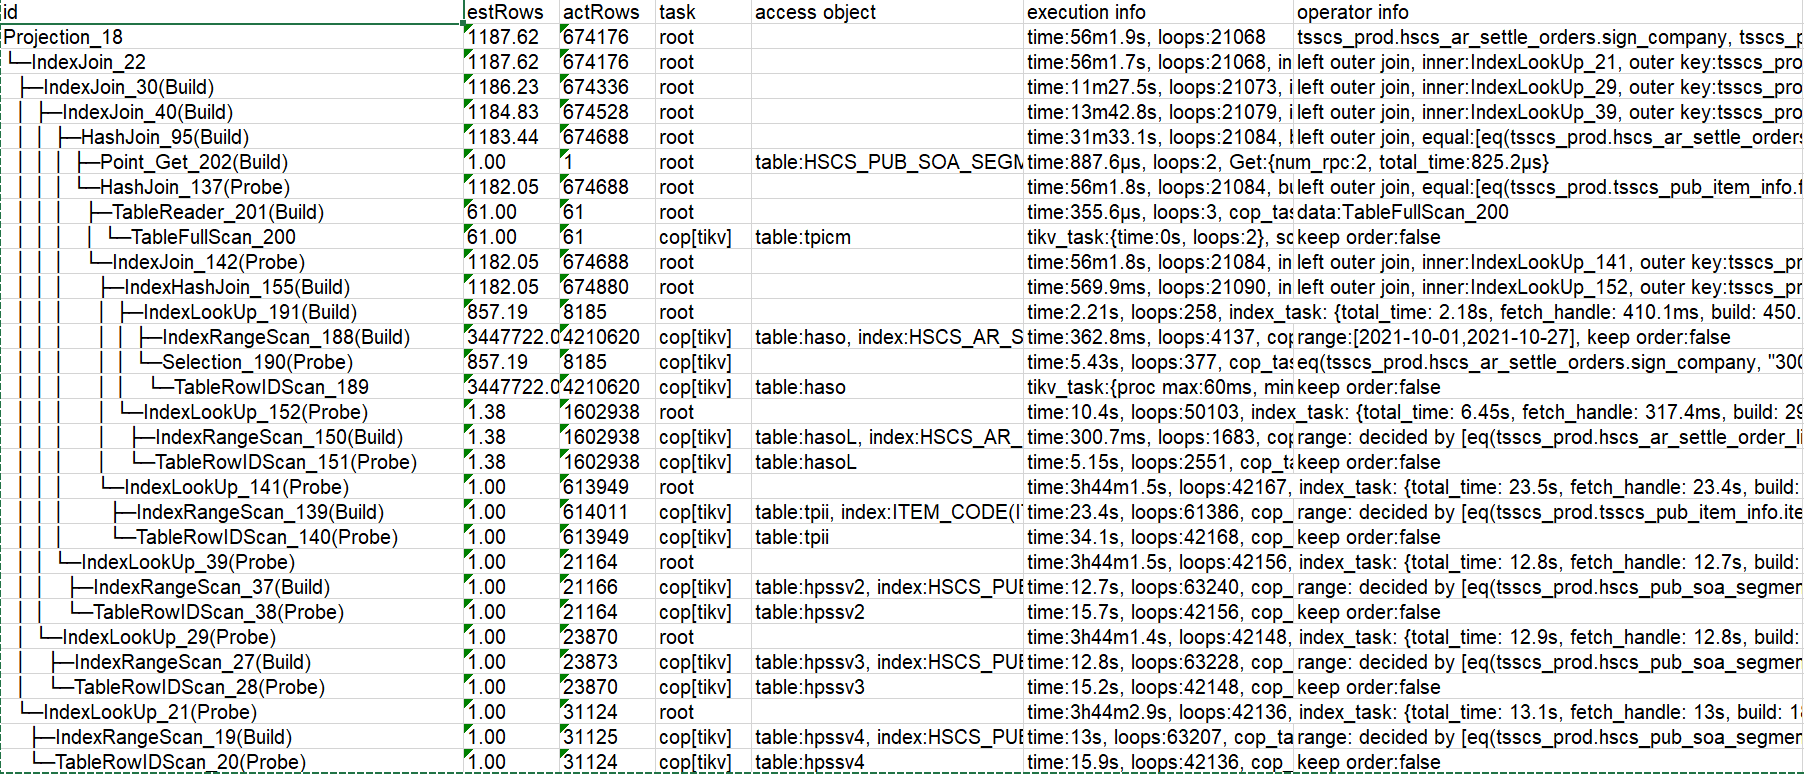 id estRows actRows task access object execution info operator info
Projection_18 1187.62 674176 root time:56m1.9s, loops:21068 tsscs_prod.hscs_ar_settle_orders.sign_company, tsscs_p
└─IndexJoin_22 1187.62 674176 root time:56m1.7s, loops:21068, in left outer join, inner:IndexLookUp_21, outer key:tsscs_pro
├─IndexJoin_30(Build) 1186.23 674336 root time:11m27.5s, loops:21073, i left outer join, inner:IndexLookUp_29, outer key:tsscs_pro
│ ├─IndexJoin_40(Build) 1184.83 674528 root time:13m42.8s, loops:21079, i left outer join, inner:IndexLookUp_39, outer key:tsscs_pro
│ │ ├─HashJoin_95(Build) 1183.44 674688 root time:31m33.1s, loops:21084, b left outer join, equal:[eq(tsscs_prod.hscs_ar_settle_orders
│ │ │ ├─Point_Get_202(Build) 1.00 1 root table:HSCS_PUB_SOA_SEGM time:887.6µs, loops:2, Get:{num_rpc:2, total_time:825.2µs}
│ │ │ └─HashJoin_137(Probe) 1182.05 674688 root time:56m1.8s, loops:21084, bu left outer join, equal:[eq(tsscs_prod.tsscs_pub_item_info.f
│ │ │ ├─TableReader_201(Build) 61.00 61 root time:355.6µs, loops:3, cop_tas data:TableFullScan_200
│ │ │ │ └─TableFullScan_200 61.00 61 cop[tikv] table:tpicm tikv_task:{time:0s, loops:2}, sc keep order:false
│ │ │ └─IndexJoin_142(Probe) 1182.05 674688 root time:56m1.8s, loops:21084, in left outer join, inner:IndexLookUp_141, outer key:tsscs_pr
│ │ │ ├─IndexHashJoin_155(Build) 1182.05 674880 root time:569.9ms, loops:21090, in left outer join, inner:IndexLookUp_152, outer key:tsscs_pr
│ │ │ │ ├─IndexLookUp_191(Build) 857.19 8185 root time:2.21s, loops:258, index_task: {total_time: 2.18s, fetch_handle: 410.1ms, build: 450.
│ │ │ │ │ ├─IndexRangeScan_188(Build) 3447722.0 4210620 cop[tikv] table:haso, index:HSCS_AR_S time:362.8ms, loops:4137, cop range:[2021-10-01,2021-10-27], keep order:false
│ │ │ │ │ └─Selection_190(Probe) 857.19 8185 cop[tikv] time:5.43s, loops:377, cop_tas eq(tsscs_prod.hscs_ar_settle_orders.sign_company, "300
│ │ │ │ │ └─TableRowIDScan_189 3447722.0 4210620 cop[tikv] table:haso tikv_task:{proc max:60ms, min keep order:false
│ │ │ │ └─IndexLookUp_152(Probe) 1.38 1602938 root time:10.4s, loops:50103, index_task: {total_time: 6.45s, fetch_handle: 317.4ms, build: 29
│ │ │ │ ├─IndexRangeScan_150(Build) 1.38 1602938 cop[tikv] table:hasoL, index:HSCS_AR_ time:300.7ms, loops:1683, cop range: decided by [eq(tsscs_prod.hscs_ar_settle_order_li
│ │ │ │ └─TableRowIDScan_151(Probe) 1.38 1602938 cop[tikv] table:hasoL time:5.15s, loops:2551, cop_ta keep order:false
│ │ │ └─IndexLookUp_141(Probe) 1.00 613949 root time:3h44m1.5s, loops:42167, index_task: {total_time: 23.5s, fetch_handle: 23.4s, build:
│ │ │ ├─IndexRangeScan_139(Build) 1.00 614011 cop[tikv] table:tpii, index:ITEM_CODE(I time:23.4s, loops:61386, cop_ range: decided by [eq(tsscs_prod.tsscs_pub_item_info.ite
│ │ │ └─TableRowIDScan_140(Probe) 1.00 613949 cop[tikv] table:tpii time:34.1s, loops:42168, cop_ keep order:false
│ │ └─IndexLookUp_39(Probe) 1.00 21164 root time:3h44m1.5s, loops:42156, index_task: {total_time: 12.8s, fetch_handle: 12.7s, build:
│ │ ├─IndexRangeScan_37(Build) 1.00 21166 cop[tikv] table:hpssv2, index:HSCS_PUE time:12.7s, loops:63240, cop_ range: decided by [eq(tsscs_prod.hscs_pub_soa_segmen
│ │ └─TableRowIDScan_38(Probe) 1.00 21164 cop[tikv] table:hpssv2 time:15.7s, loops:42156, cop_ keep order:false
│ └─IndexLookUp_29(Probe) 1.00 23870 root time:3h44m1.4s, loops:42148, index_task: {total_time: 12.9s, fetch_handle: 12.8s, build:
│ ├─IndexRangeScan_27(Build) 1.00 23873 cop[tikv] table:hpssv3, index:HSCS_PUE time:12.8s, loops:63228, cop_ range: decided by [eq(tsscs_prod.hscs_pub_soa_segmen
│ └─TableRowIDScan_28(Probe) 1.00 23870 cop[tikv] table:hpssv3 time:15.2s, loops:42148, cop_ keep order:false
└─IndexLookUp_21(Probe) 1.00 31124 root time:3h44m2.9s, loops:42136, index_task: {total_time: 13.1s, fetch_handle: 13s, build: 18
├─IndexRangeScan_19(Build) 1.00 31125 cop[tikv] table:hpssv4, index:HSCS_PUE time:13s, loops:63207, cop_ta range: decided by [eq(tsscs_prod.hscs_pub_soa_segmen
└─TableRowIDScan_20(Probe) 1.00 31124 cop[tikv] table:hpssv4 time:15.9s, loops:42136, cop_ keep order:false